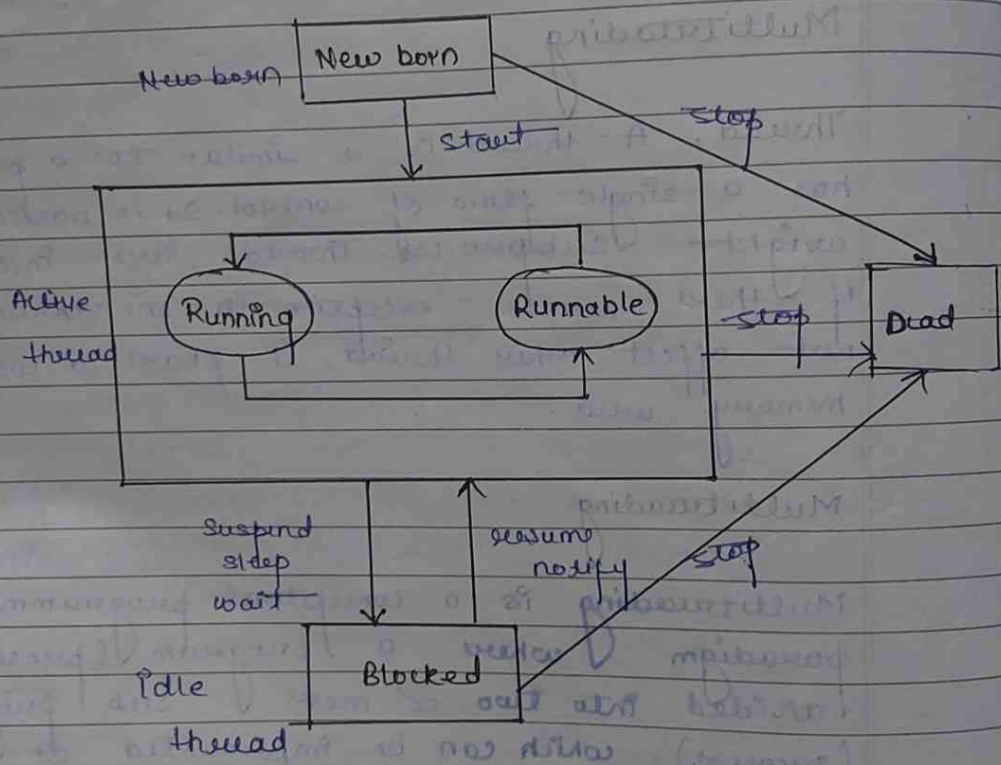 New born
New born
start
stop
Active
thread
Running
Runnable
stop
Dead
suspend
sleep
wait
resume
notify
stop
idle
thread
Blocked